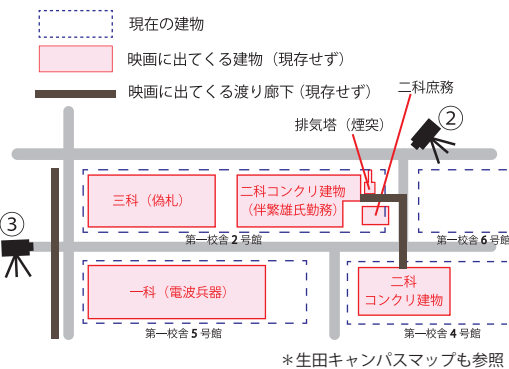 現在の建物
映画に出てくる建物（現存せず）
映画に出てくる渡り廊下（現存せず）
二科庶務
排気塔（煙突）
②
三科（偽札）
二科コンクリ建物
（伴繁雄氏勤務）
③
第一校舎2号館
第一校舎6号館
一科（電波兵器）
二科
コンクリ建物
第一校舎5号館
第一校舎4号館
＊生田キャンパスマップも参照